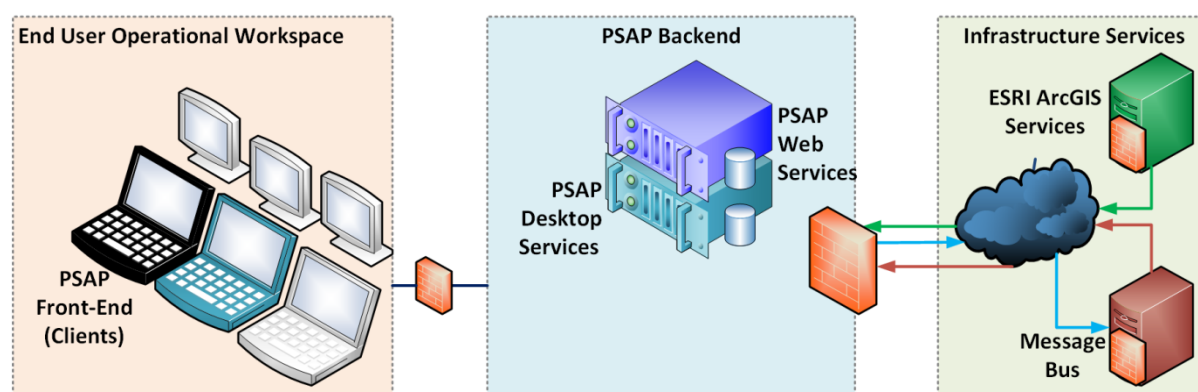 End User Operational Workspace
PSAP
Front-End
(Clients)
PSAP Backend
PSAP
Web
Services
PSAP
Desktop
Services
Infrastructure Services
ESRI ArcGIS
Services
Message
Bus